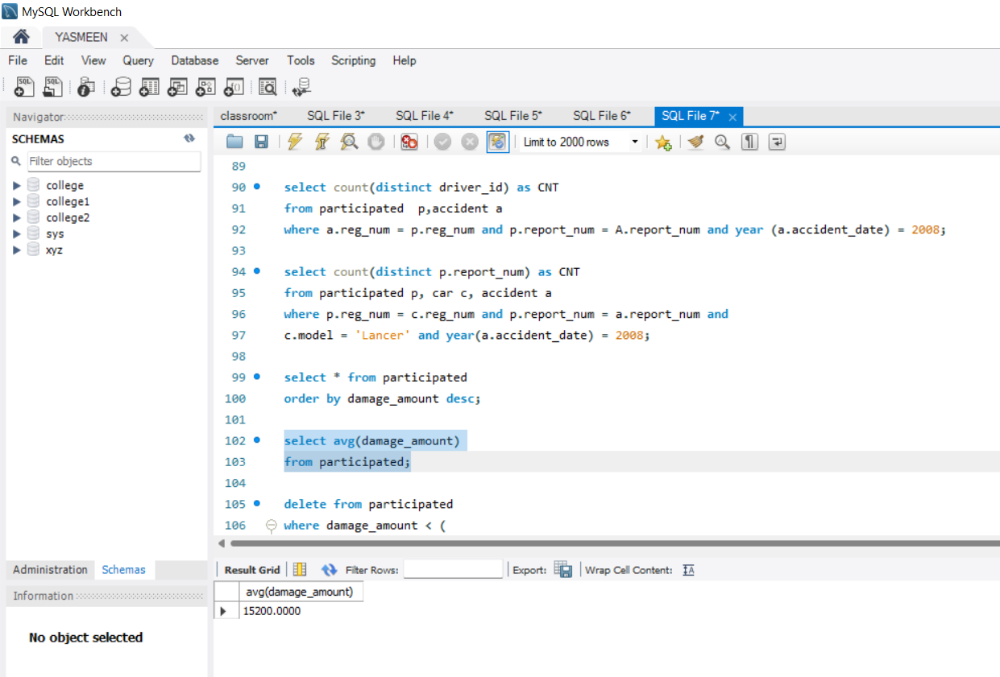 MySQL Workbench
YASMEEN
File Edit View Query Database Server Tools Scripting Help
SQL SQL
Navigator
SCHEMAS
Filter objects
college
college1
college2
sys
xyz
Administration Schemas
Information
No object selected
classroom* SQL File 3* SQL File 4* SQL File 5* SQL File 6* SQL File 7*
Limit to 2000 rows
89
90 select count(distinct driver_id) as CNT
91 from participated  p,accident a
92 where a.reg_num = p.reg_num and p.report_num = A.report_num and year (a.accident_date) = 2008;
93
94 select count(distinct p.report_num) as CNT
95 from participated p, car c, accident a
96 where p.reg_num = c.reg_num and p.report_num = a.report_num and
97 c.model = 'Lancer' and year(a.accident_date) = 2008;
98
99 select * from participated
100 order by damage_amount desc;
101
102 select avg(damage_amount)
103 from participated;
104
105 delete from participated
106 where damage_amount < (
Result Grid Filter Rows: Export: Wrap Cell Content:
avg(damage_amount)
15200.0000